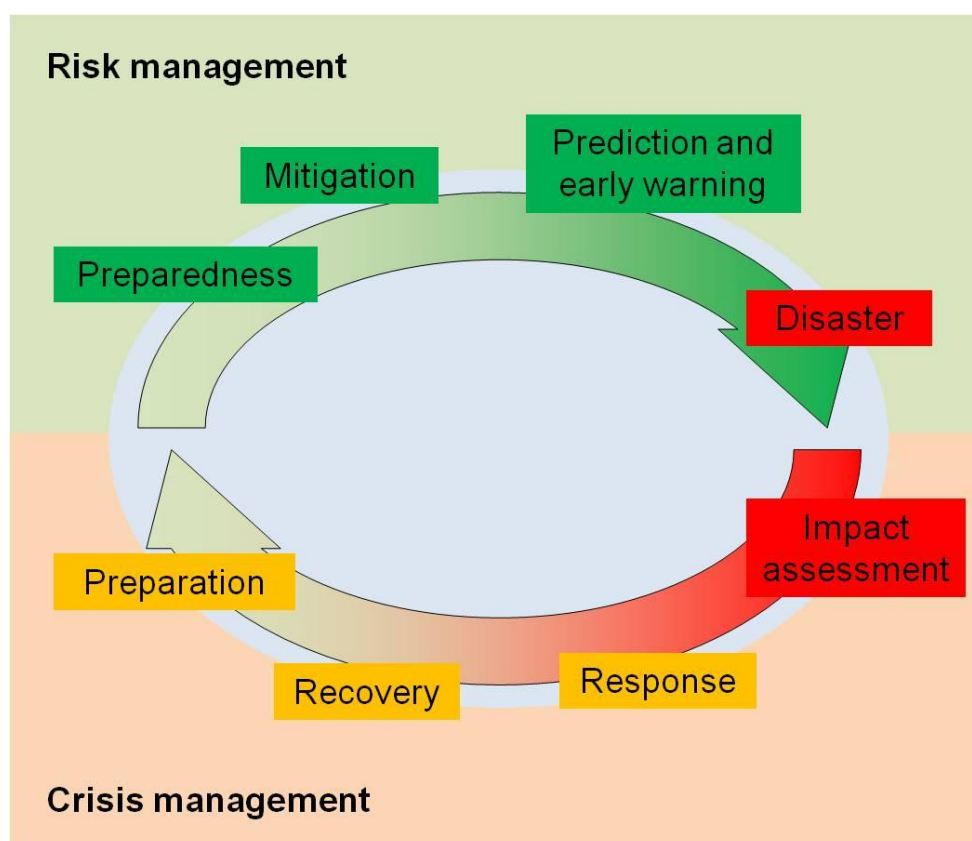 Risk management
Prediction and
early warning
Mitigation
Preparedness
Disaster
Impact
assessment
Preparation
Response
Recovery
Crisis management